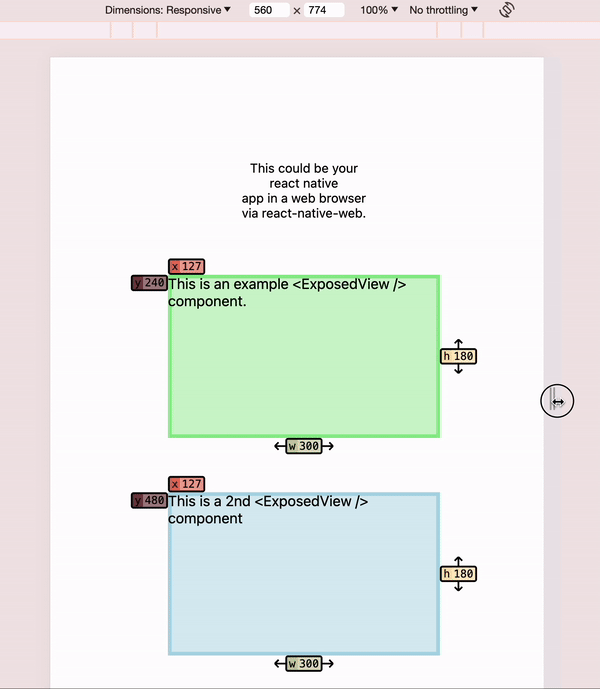 Dimensions: Responsive ▼ 560 × 774 100% ▼ No throttling ▼
This could be your
react native
app in a web browser
via react-native-web.
x 127
y 240
This is an example <ExposedView />
component.
h 180
w 300
x 127
y 480
This is a 2nd <ExposedView />
component
h 180
w 300